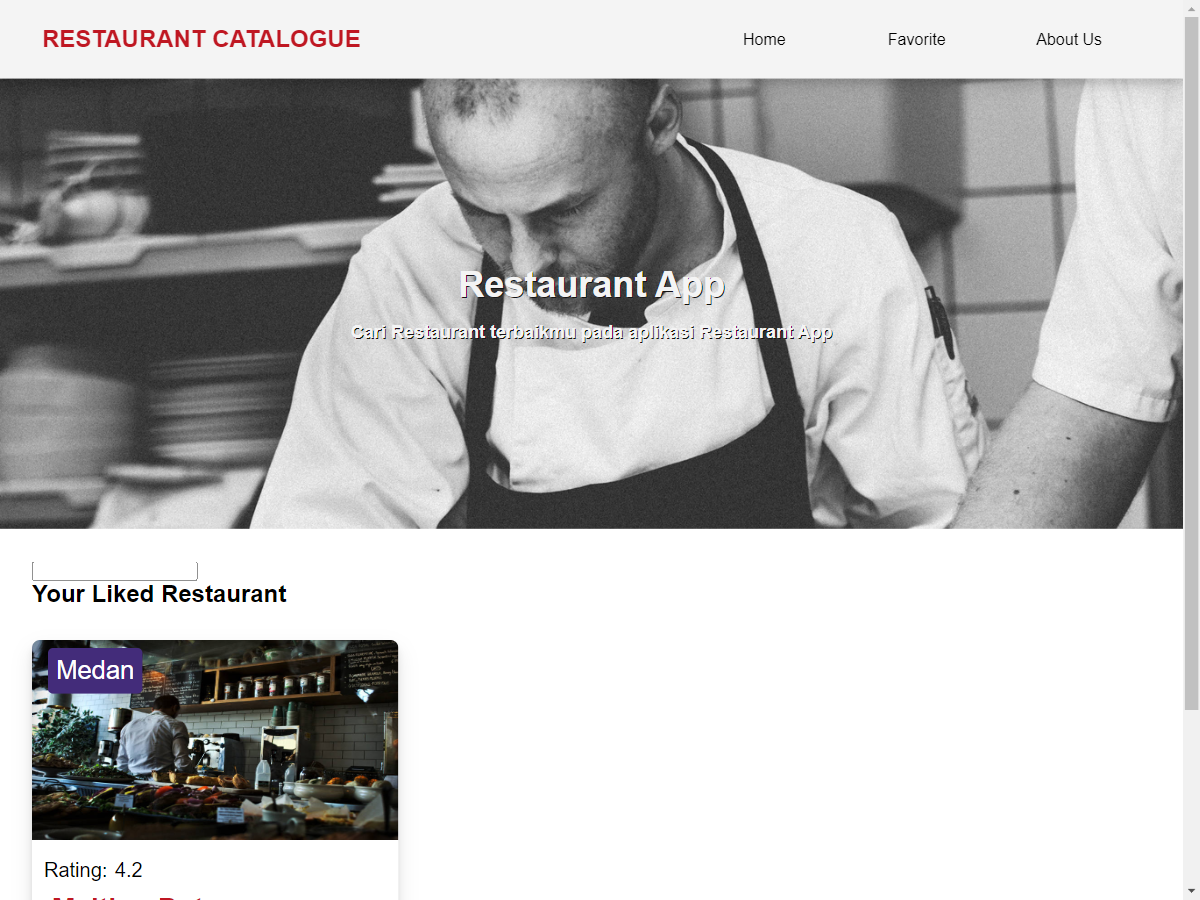 RESTAURANT CATALOGUE
Home
Favorite
About Us
Restaurant App
Cari Restaurant terbaikmu pada aplikasi Restaurant App
Your Liked Restaurant
Medan
Rating: 4.2